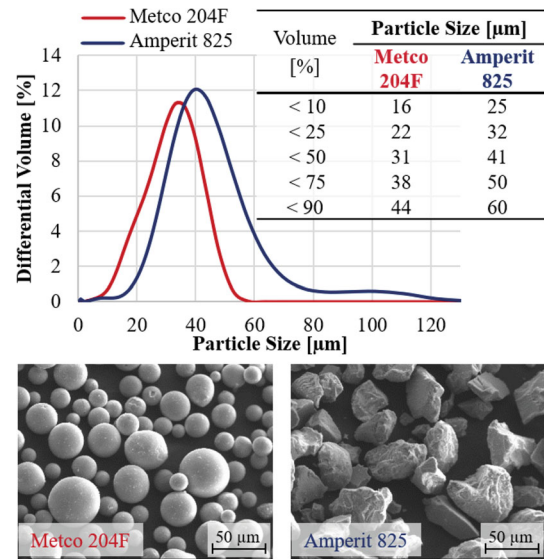 Metco 204F
Amperit 825
Volume [%]
Particle Size [µm]
Metco 204F
Amperit 825
< 10 16 25
< 25 22 32
< 50 31 41
< 75 38 50
< 90 44 60
Differential Volume [%]
14
12
10
8
6
4
2
0
0 20 40 60 80 100 120
Particle Size [µm]
Metco 204F
50 µm
Amperit 825
50 µm